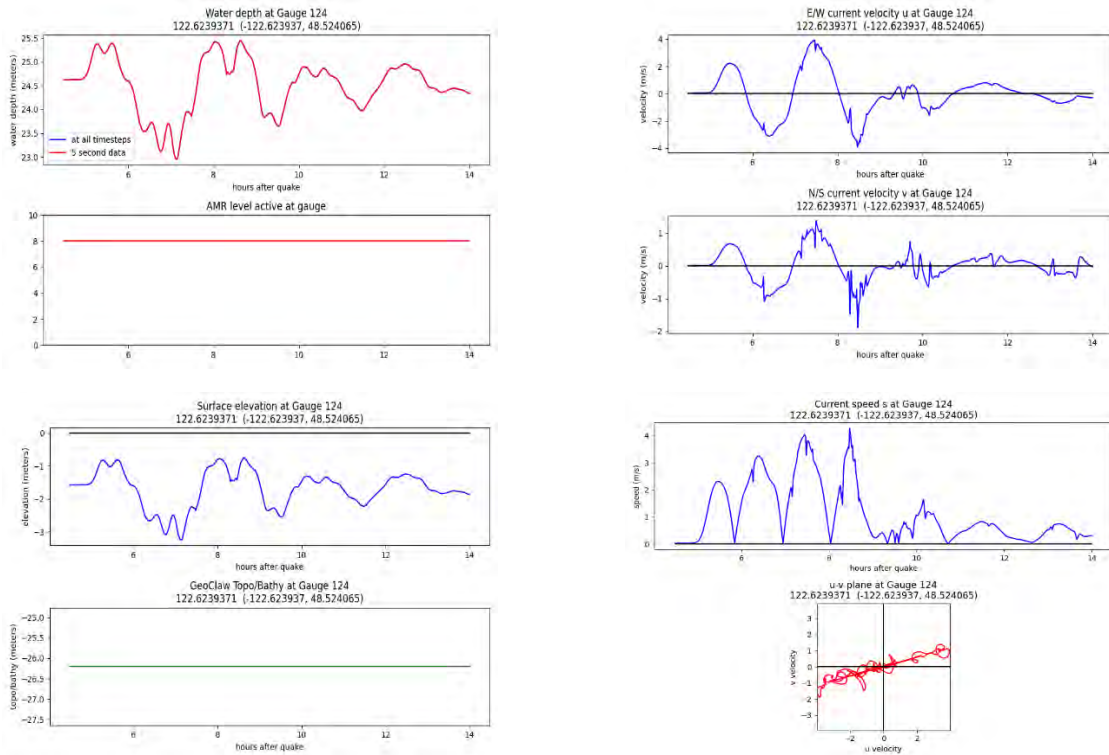 Water depth at Gauge 124
122.6239371 (-122.623937, 48.524065)
25.5
25.0
24.5
24.0
23.5
23.0
water depth (meters)
at all timesteps
5 second data
6
8
10
12
14
hours after quake
AMR level active at gauge
10
8
6
4
2
0
6
8
10
12
14
hours after quake
Surface elevation at Gauge 124
122.6239371 (-122.623937, 48.524065)
0
−1
−2
−3
elevation (meters)
6
8
10
12
14
hours after quake
GeoClaw Topo/Bathy at Gauge 124
122.6239371 (-122.623937, 48.524065)
−25.0
−25.5
−26.0
−26.5
−27.0
−27.5
topo/bathy (meters)
6
8
10
12
14
hours after quake
E/W current velocity u at Gauge 124
122.6239371 (-122.623937, 48.524065)
4
2
0
−2
−4
velocity (m/s)
6
8
10
12
14
hours after quake
N/S current velocity v at Gauge 124
122.6239371 (-122.623937, 48.524065)
1
0
−1
−2
velocity (m/s)
6
8
10
12
14
hours after quake
Current speed s at Gauge 124
122.6239371 (-122.623937, 48.524065)
4
3
2
1
0
speed (m/s)
6
8
10
12
14
hours after quake
u-v plane at Gauge 124
122.6239371 (-122.623937, 48.524065)
3
2
1
0
−1
−2
−3
v velocity
−2
0
2
u velocity